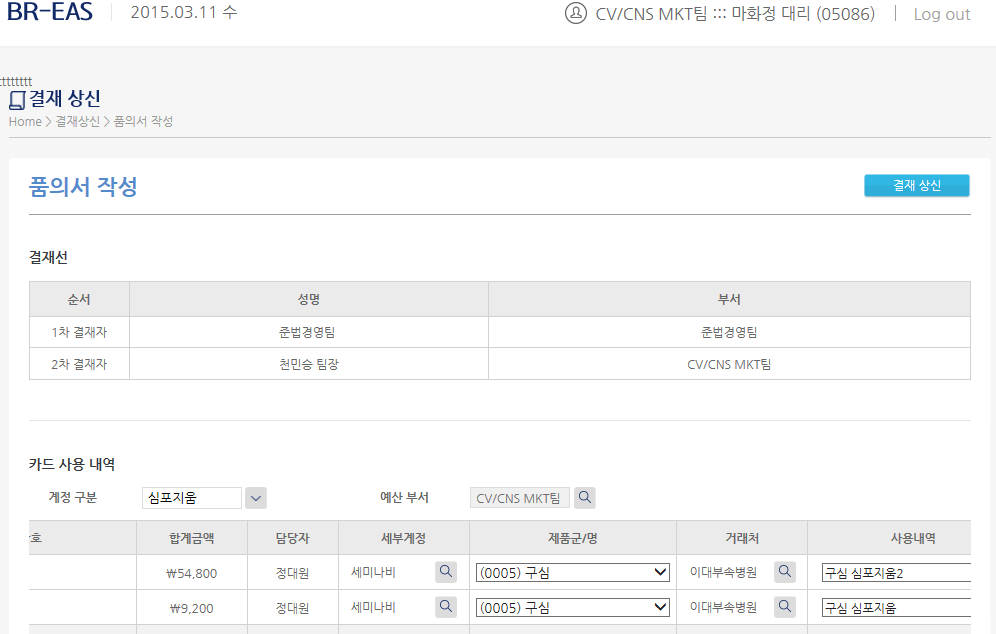 BR-EAS 2015.03.11 수 CV/CNS MKT팀 ::: 마화정 대리 (05086) Log out
ttttttt
결재 상신
Home > 결재상신 > 품의서 작성
품의서 작성 결재 상신
결재선
순서 성명 부서
1차 결재자 준법경영팀 준법경영팀
2차 결재자 천민승 팀장 CV/CNS MKT팀
카드 사용 내역
계정 구분 심포지움 예산 부서 CV/CNS MKT팀
호 합계금액 담당자 세부계정 제품군/명 거래처 사용내역
₩54,800 정대원 세미나비 (0005) 구심 이대부속병원 구심 심포지움2
₩9,200 정대원 세미나비 (0005) 구심 이대부속병원 구심 심포지움